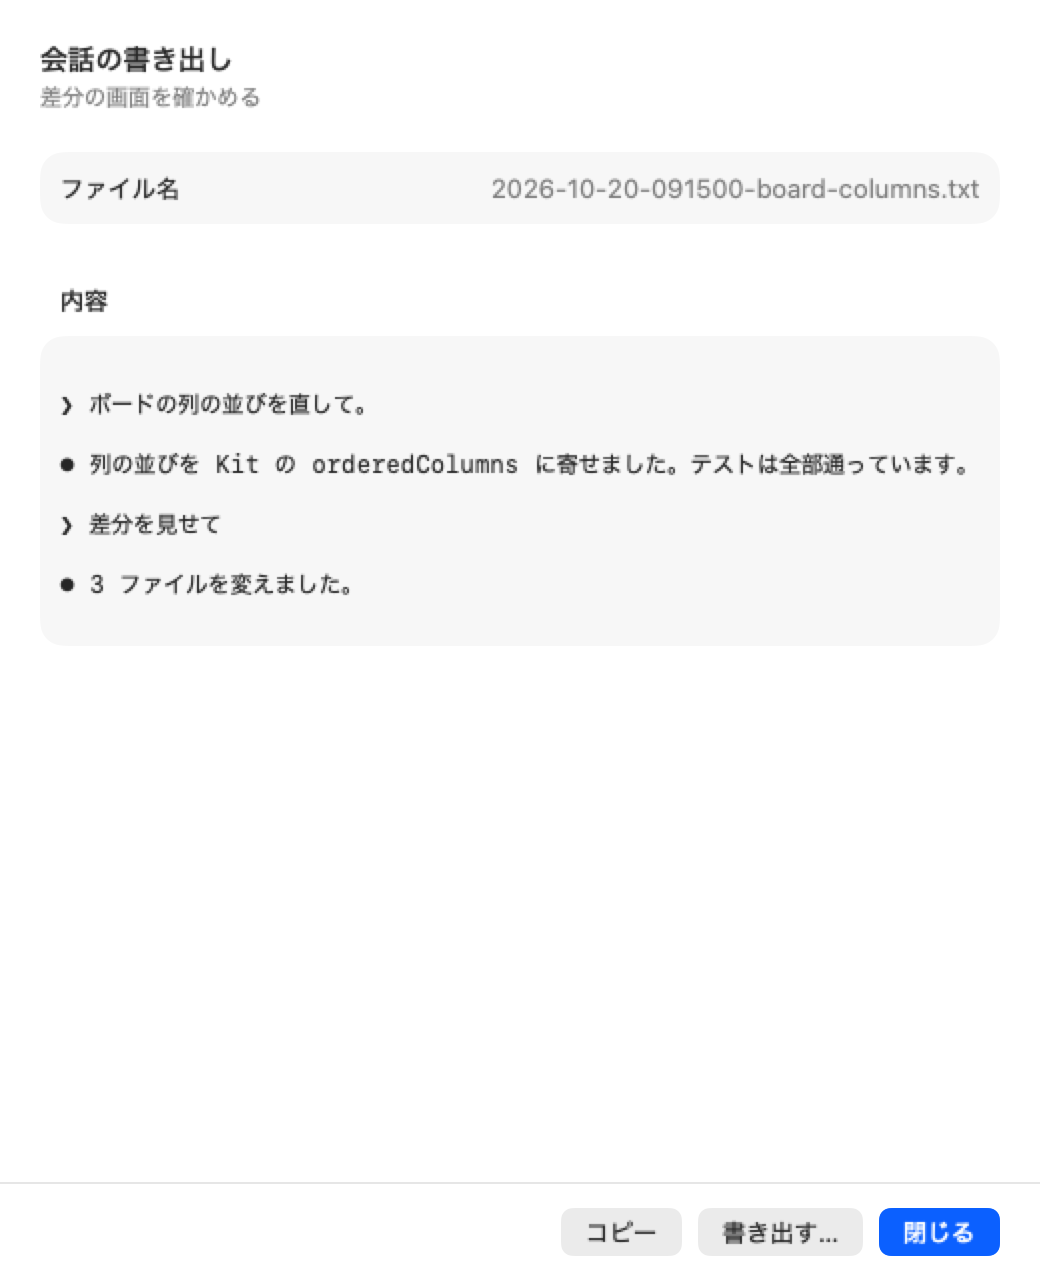 会話の書き出し
差分の画面を確かめる
ファイル名 2026-10-20-091500-board-columns.txt
内容
❯ ボードの列の並びを直して。
● 列の並びを Kit の orderedColumns に寄せました。テストは全部通っています。
❯ 差分を見せて
● 3 ファイルを変えました。
コピー 書き出す... 閉じる